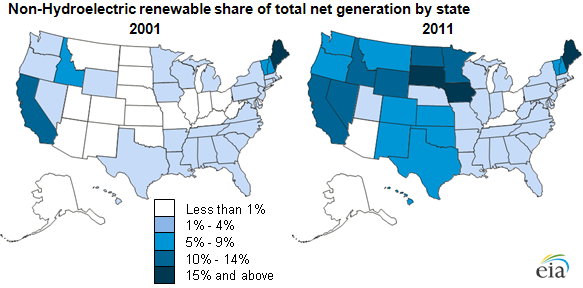 Non-Hydroelectric renewable share of total net generation by state
2001
2011
Less than 1%
1% - 4%
5% - 9%
10% - 14%
15% and above
eia